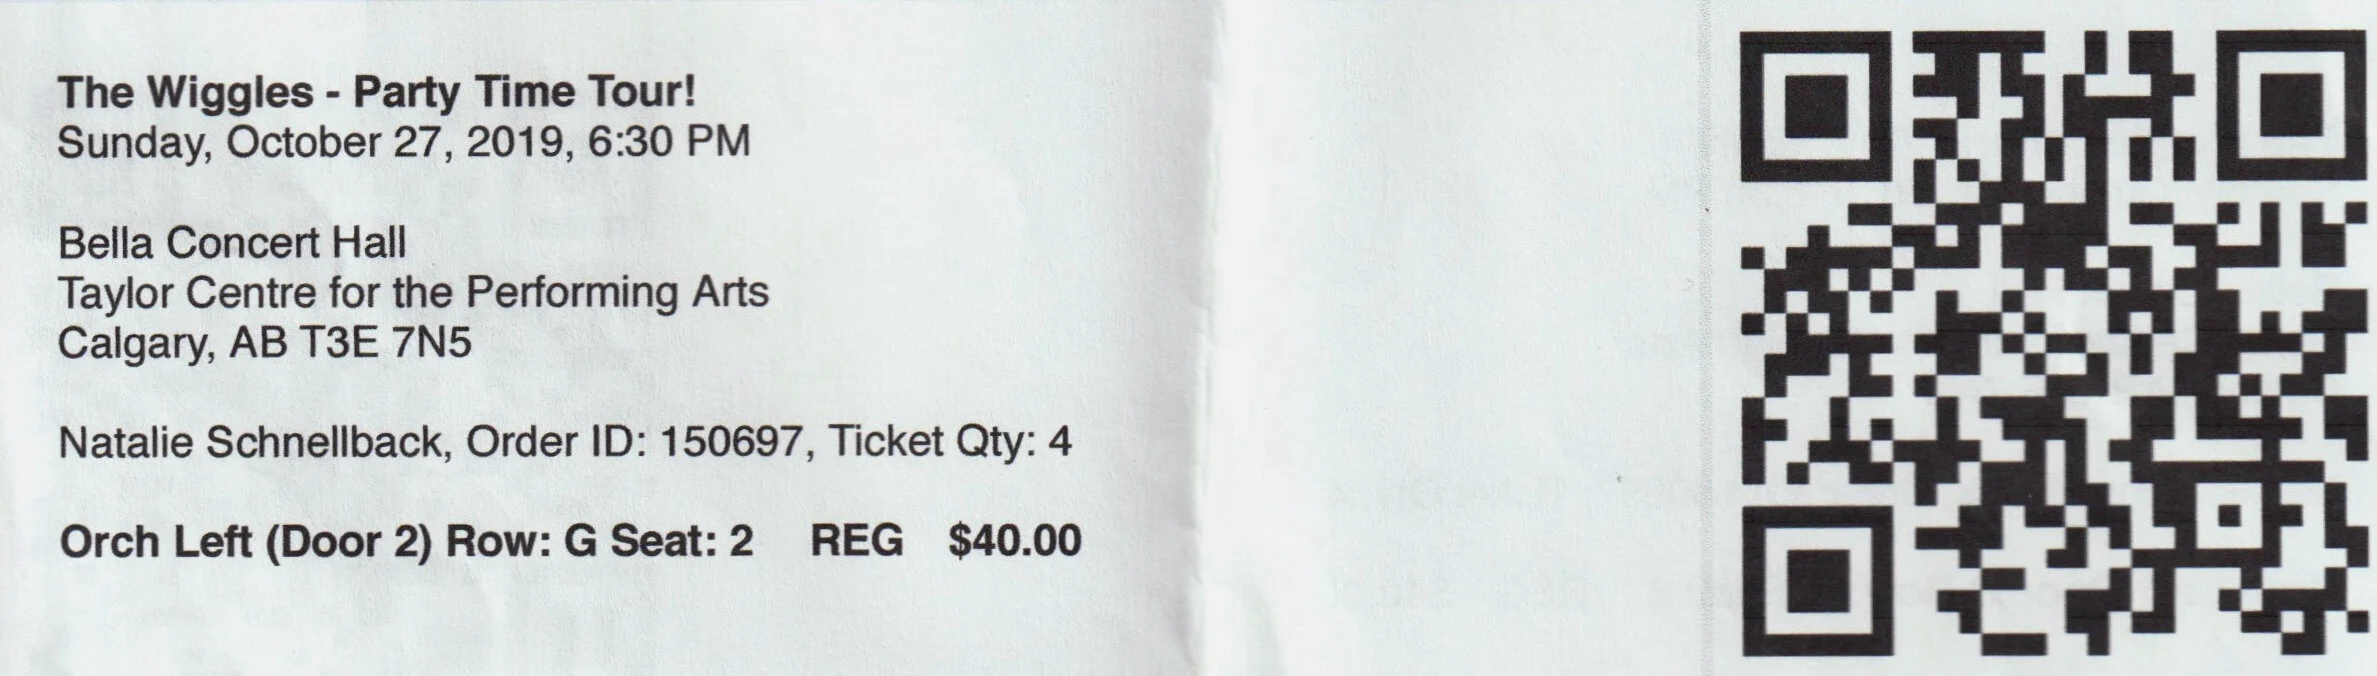 The Wiggles - Party Time Tour!
Sunday, October 27, 2019, 6:30 PM
Bella Concert Hall
Taylor Centre for the Performing Arts
Calgary, AB T3E 7N5
Natalie Schnellback, Order ID: 150697, Ticket Qty: 4
Orch Left (Door 2) Row: G Seat: 2 REG $40.00